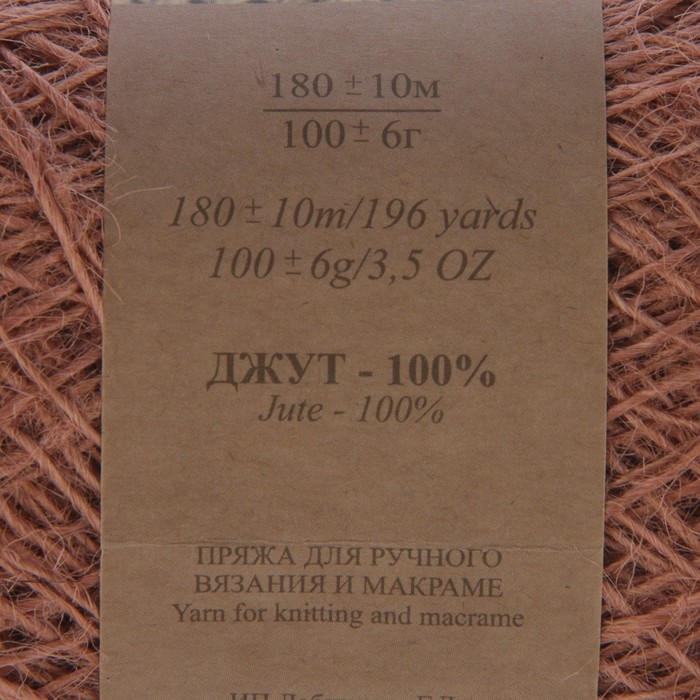 180 ± 10м
100 ± 6г
180 ± 10m/196 yards
100 ± 6g/3,5 OZ
ДЖУТ - 100%
Jute - 100%
ПРЯЖА ДЛЯ РУЧНОГО
ВЯЗАНИЯ И МАКРАМЕ
Yarn for knitting and macrame
ИП